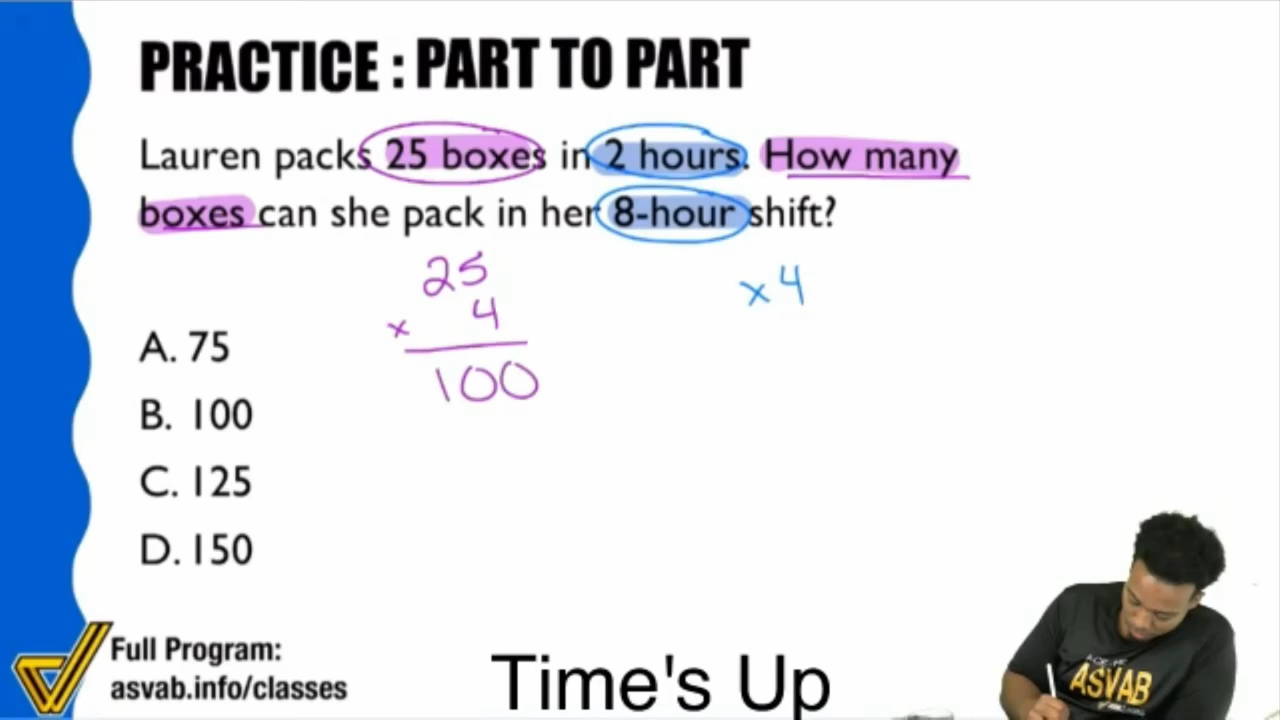 PRACTICE : PART TO PART
Lauren packs 25 boxes in 2 hours. How many
boxes can she pack in her 8-hour shift?
25
× 4
100
x 4
A. 75
B. 100
C. 125
D. 150
Full Program:
asvab.info/classes
Time's Up
ASVAB